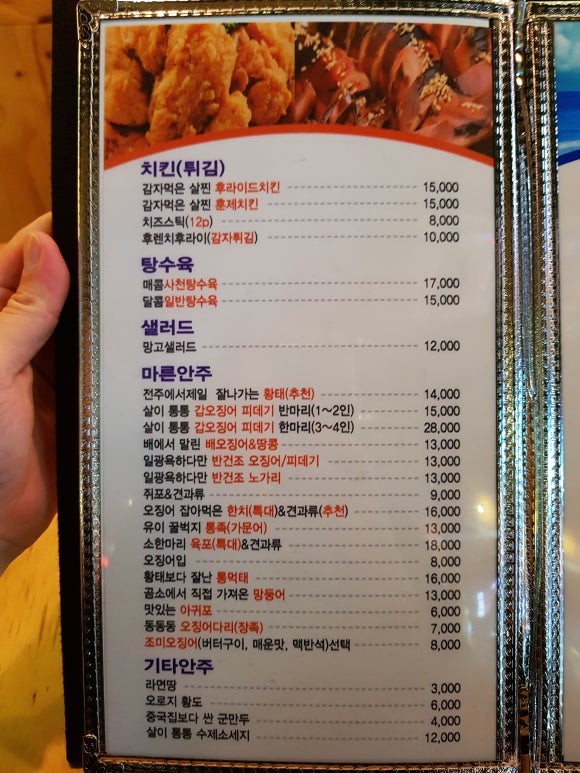 치킨(튀김)
감자먹은 살찐 후라이드치킨 15,000
감자먹은 살찐 훈제치킨 15,000
치즈스틱(12p) 8,000
후렌치후라이(감자튀김) 10,000
탕수육
매콤사천탕수육 17,000
달콤일반탕수육 15,000
샐러드
망고샐러드 12,000
마른안주
전주에서제일 잘나가는 황태(추천) 14,000
살이 통통 갑오징어 피데기 반마리(1~2인) 15,000
살이 통통 갑오징어 피데기 한마리(3~4인) 28,000
배에서 말린 배오징어&땅콩 13,000
일광욕하다만 반건조 오징어/피데기 13,000
일광욕하다만 반건조 노가리 13,000
쥐포&견과류 9,000
오징어 잡아먹은 한치(특대)&견과류(추천) 16,000
유이 꿀벅지 통족(가문어) 13,000
소한마리 육포(특대)&견과류 18,000
오징어입 8,000
황태보다 잘난 통먹태 16,000
곰소에서 직접 가져온 망둥어 13,000
맛있는 아귀포 6,000
동동동 오징어다리(장족) 7,000
조미오징어(버터구이, 매운맛, 맥반석)선택 8,000
기타안주
라면땅 3,000
오로지 황도 6,000
중국집보다 싼 군만두 4,000
살이 통통 수제소세지 12,000